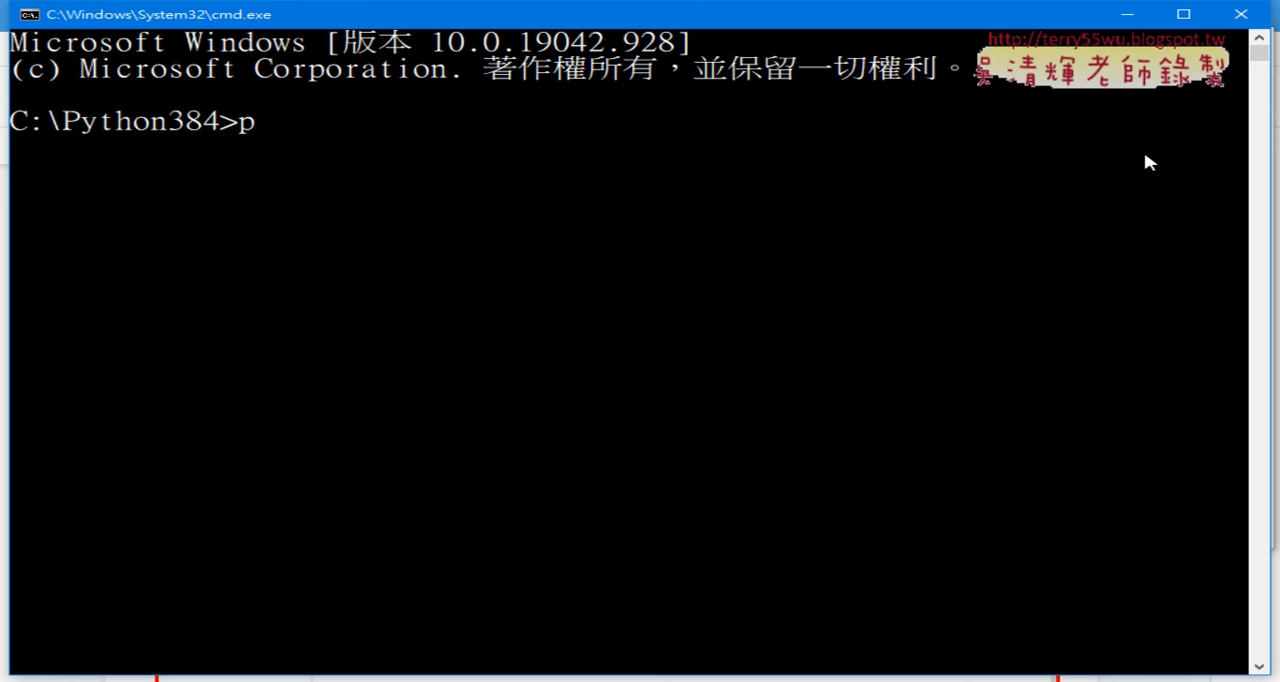 C:\Windows\System32\cmd.exe
Microsoft Windows [版本 10.0.19042.928]
(c) Microsoft Corporation. 著作權所有，並保留一切權利。
http://terry55wu.blogspot.tw
吳清輝老師錄製
C:\Python384>p